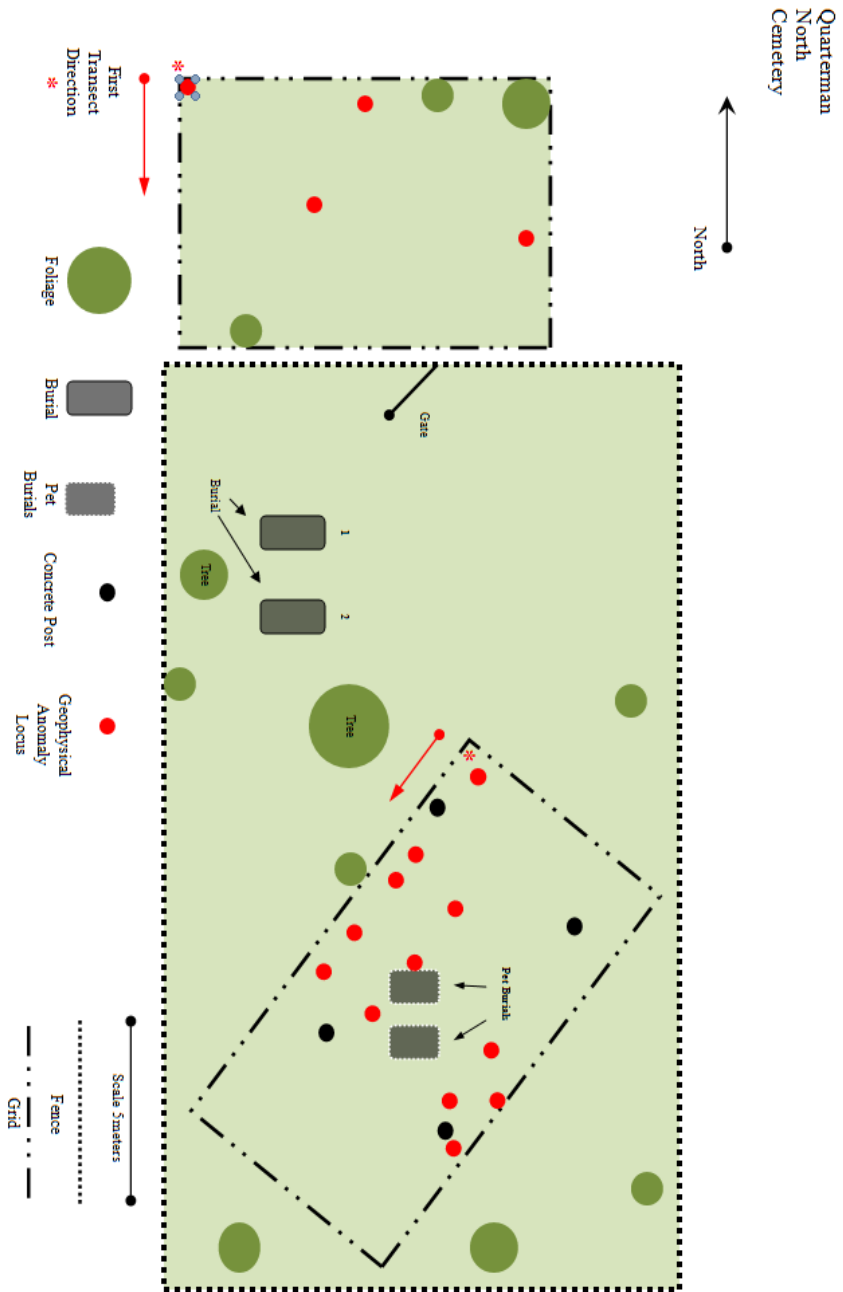 Quarterman
North
Cemetery
North
Gate
1
2
Burial
Tree
Tree
Pet Burials
*
*
First
Transect
Direction
*
Foliage
Burial
Pet
Burials
Concrete Post
Geophysical
Anomaly
Locus
Scale 5meters
Fence
Grid